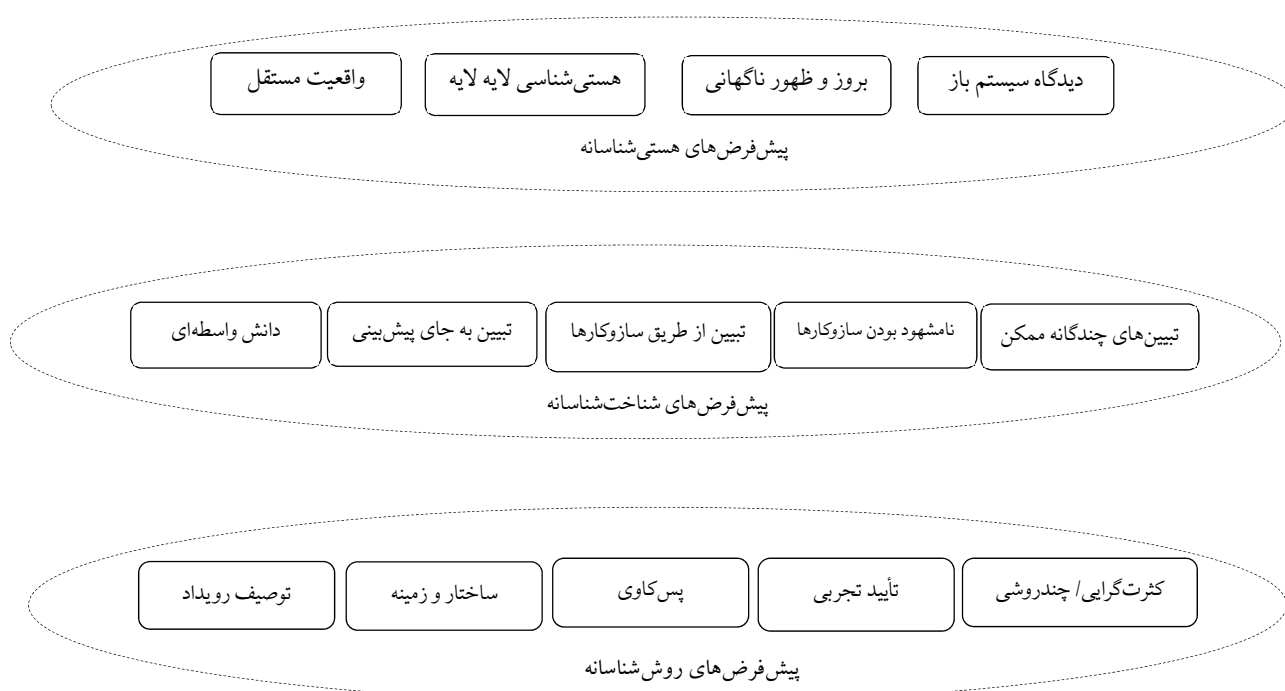 دیدگاه سیستم باز
بروز و ظهور ناگهانی
هستی‌شناسی لایه لایه
واقعیت مستقل
پیش‌فرض‌های هستی‌شناسانه
تبیین‌های چندگانه ممکن
نامشهود بودن سازوکارها
تبیین از طریق سازوکارها
تبیین به جای پیش‌بینی
دانش واسطه‌ای
پیش‌فرض‌های شناخت‌شناسانه
کثرت‌گرایی/ چندروشی
تأیید تجربی
پس‌کاوی
ساختار و زمینه
توصیف رویداد
پیش‌فرض‌های روش‌شناسانه